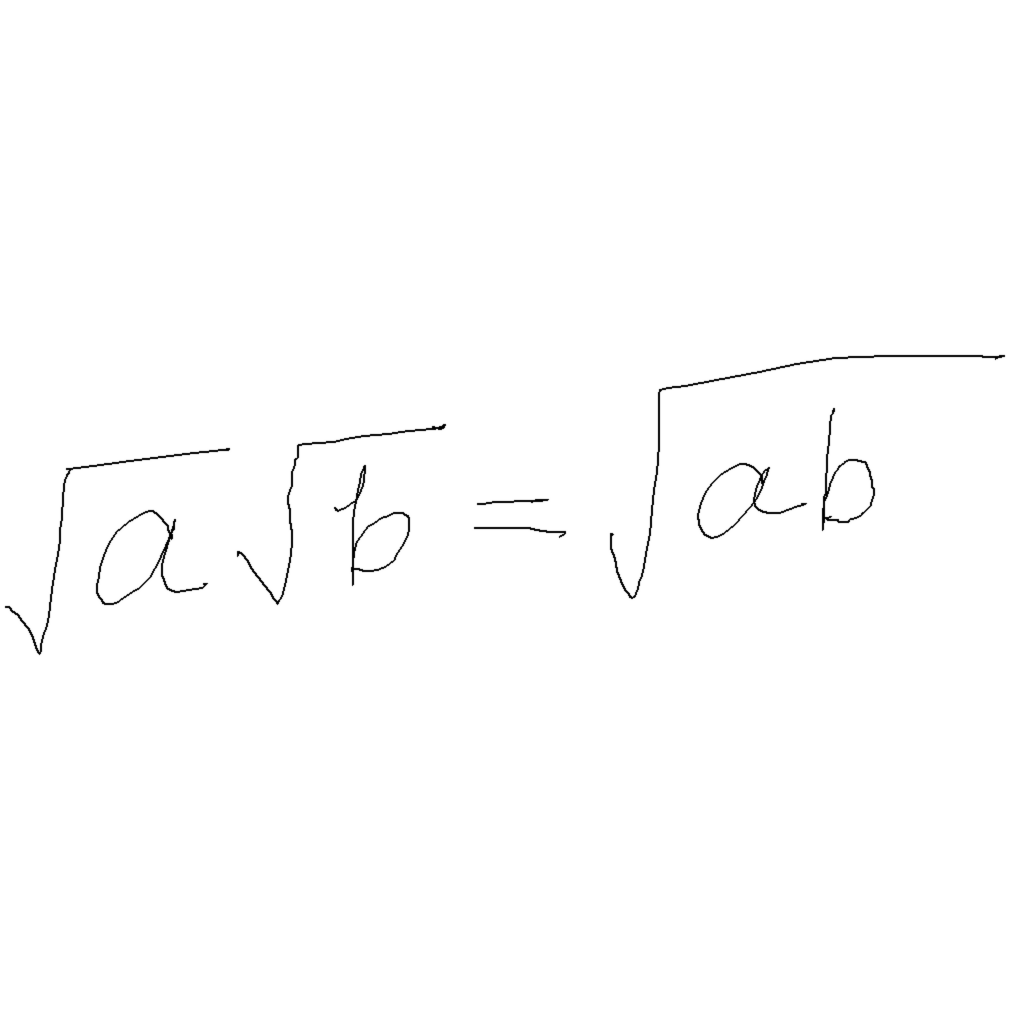 √a √b = √ab